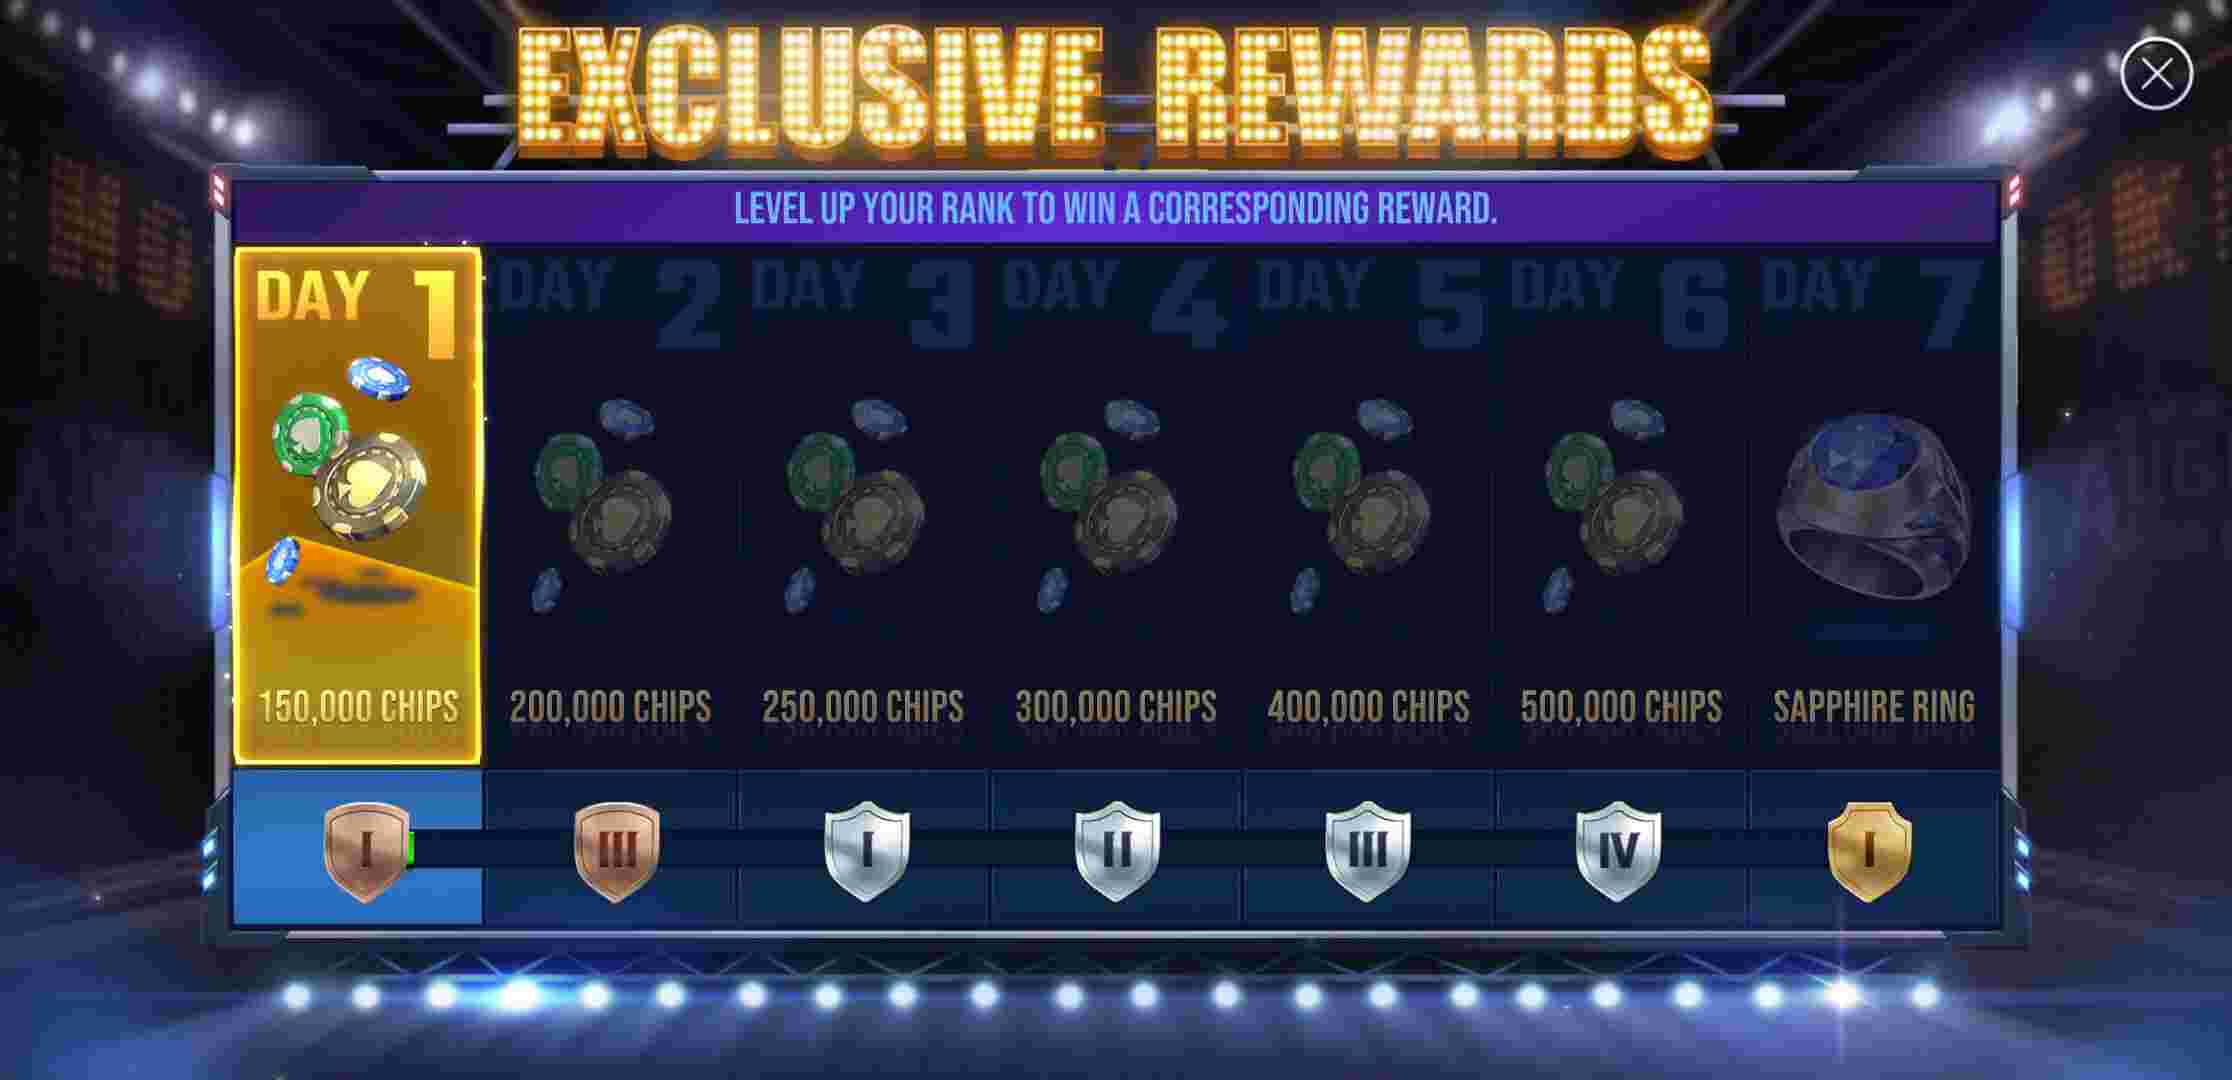 EXCLUSIVE REWARDS
LEVEL UP YOUR RANK TO WIN A CORRESPONDING REWARD.
DAY 1 DAY 2 DAY 3 DAY 4 DAY 5 DAY 6 DAY 7
150,000 CHIPS 200,000 CHIPS 250,000 CHIPS 300,000 CHIPS 400,000 CHIPS 500,000 CHIPS SAPPHIRE RING
I III I II III IV I